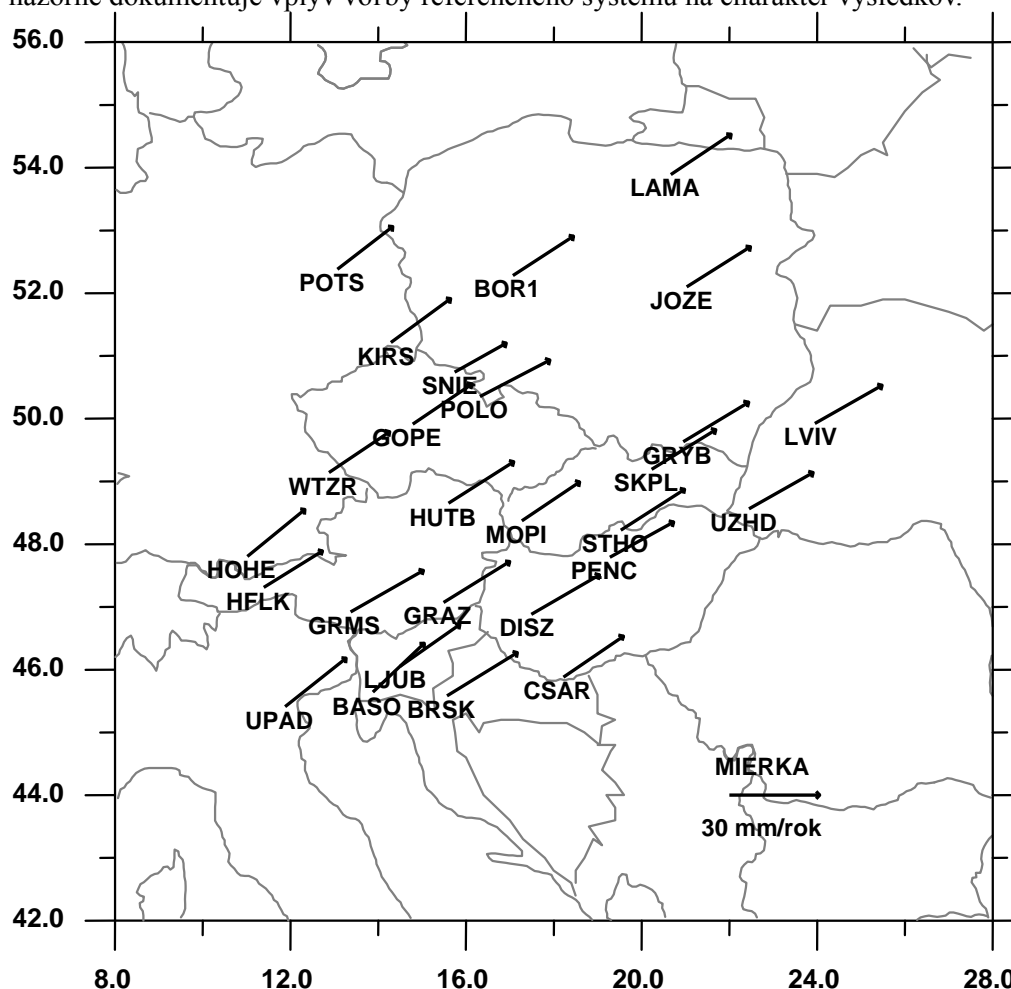 názorne dokumentuje vplyv voľby referenčného systému na charakter výsledkov.
56.0
54.0
LAMA
POTS
BOR1
52.0
JOZE
KIRS
SNIE
POLO
50.0
GOPE
LVIV
GRYB
WTZR
SKPL
HUTB
UZHD
MOPI
STHO
48.0
HOHE
PENC
HFLK
GRMS
GRAZ
DISZ
46.0
LJUB
CSAR
BASO
BRSK
UPAD
MIERKA
44.0
30 mm/rok
42.0
8.0 12.0 16.0 20.0 24.0 28.0